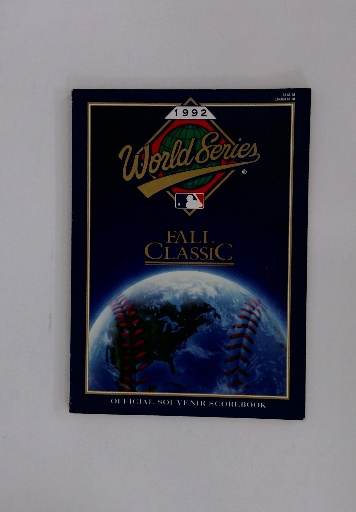 1992
World Series
FALL
CLASSIC
OFFICIAL SOUVENIR SCOREBOOK